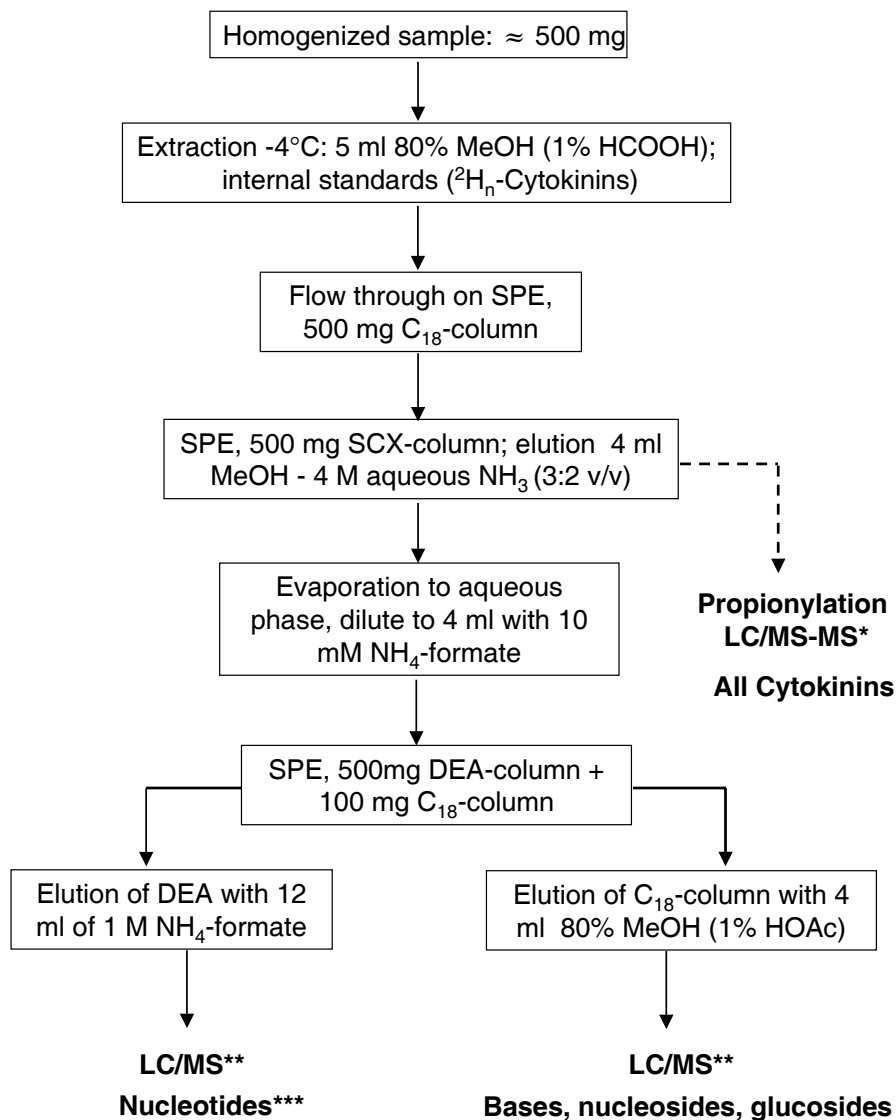 Homogenized sample: ≈ 500 mg
Extraction -4°C: 5 ml 80% MeOH (1% HCOOH);
internal standards (²Hₙ-Cytokinins)
Flow through on SPE,
500 mg C₁₈-column
SPE, 500 mg SCX-column; elution 4 ml
MeOH - 4 M aqueous NH₃ (3:2 v/v)
Evaporation to aqueous
phase, dilute to 4 ml with 10
mM NH₄-formate
Propionylation
LC/MS-MS*
All Cytokinins
SPE, 500mg DEA-column +
100 mg C₁₈-column
Elution of DEA with 12
ml of 1 M NH₄-formate
Elution of C₁₈-column with 4
ml 80% MeOH (1% HOAc)
LC/MS**
Nucleotides***
LC/MS**
Bases, nucleosides, glucosides